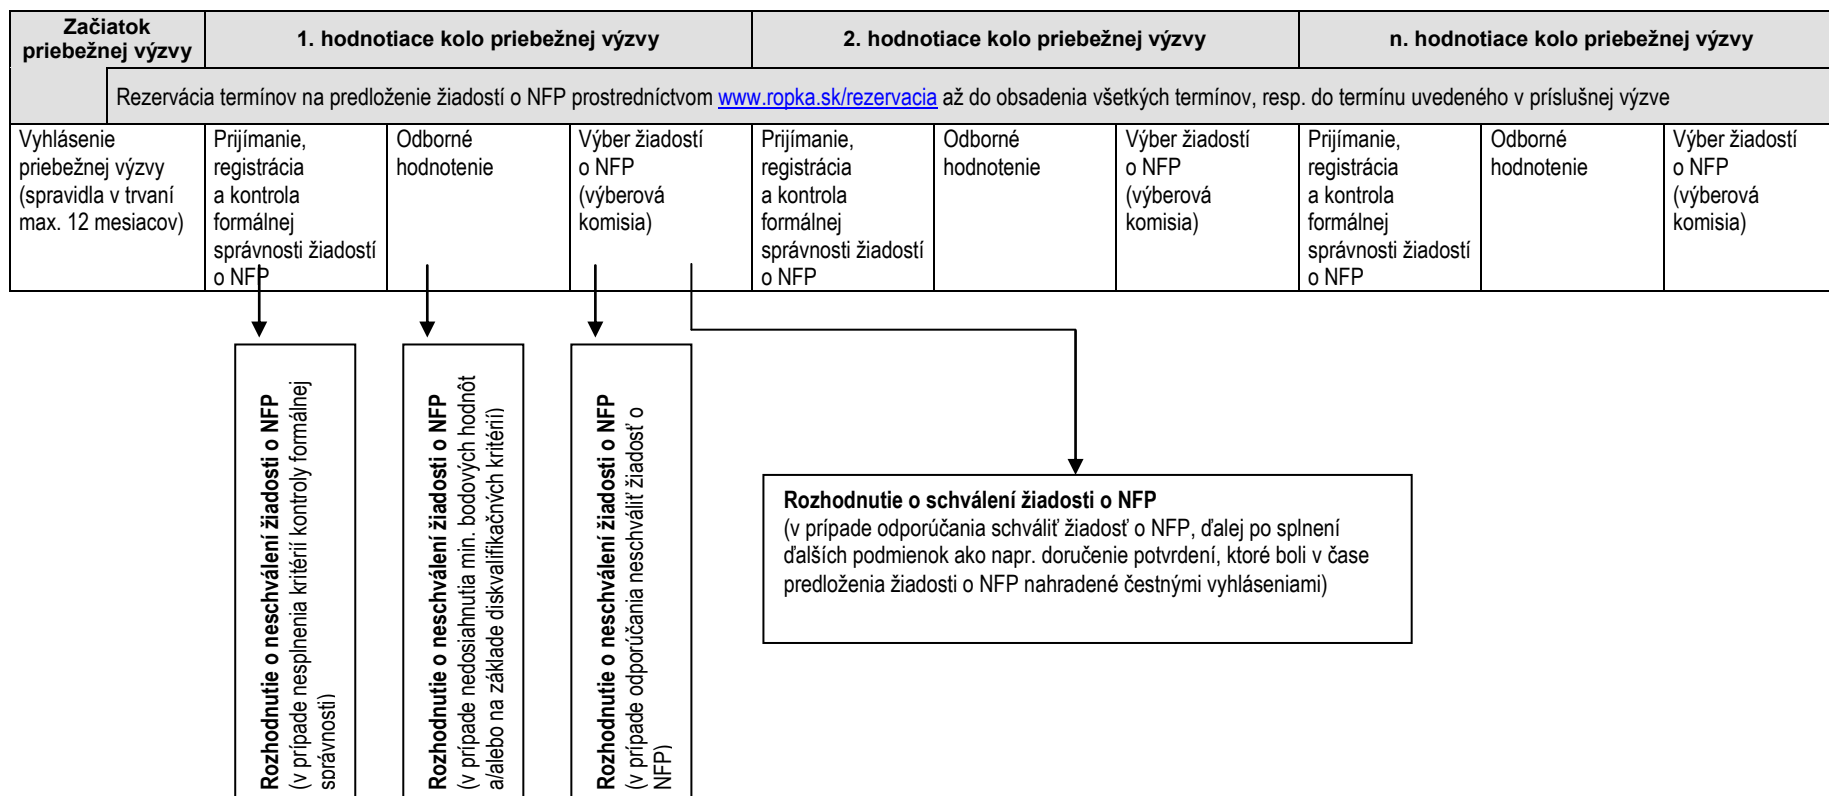 Začiatok
priebežnej výzvy
1. hodnotiace kolo priebežnej výzvy
2. hodnotiace kolo priebežnej výzvy
n. hodnotiace kolo priebežnej výzvy
Rezervácia termínov na predloženie žiadostí o NFP prostredníctvom www.ropka.sk/rezervacia až do obsadenia všetkých termínov, resp. do termínu uvedeného v príslušnej výzve
Vyhlásenie
priebežnej výzvy
(spravidla v trvaní
max. 12 mesiacov)
Prijímanie,
registrácia
a kontrola
formálnej
správnosti žiadostí
o NFP
Odborné
hodnotenie
Výber žiadostí
o NFP
(výberová
komisia)
Prijímanie,
registrácia
a kontrola
formálnej
správnosti žiadostí
o NFP
Odborné
hodnotenie
Výber žiadostí
o NFP
(výberová
komisia)
Prijímanie,
registrácia
a kontrola
formálnej
správnosti žiadostí
o NFP
Odborné
hodnotenie
Výber žiadostí
o NFP
(výberová
komisia)
Rozhodnutie o neschválení žiadosti o NFP
(v prípade nesplnenia kritérií kontroly formálnej
správnosti)
Rozhodnutie o neschválení žiadosti o NFP
(v prípade nedosiahnutia min. bodových hodnôt
a/alebo na základe diskvalifikačných kritérií)
Rozhodnutie o neschválení žiadosti o NFP
(v prípade odporúčania neschváliť žiadosť o
NFP)
Rozhodnutie o schválení žiadosti o NFP
(v prípade odporúčania schváliť žiadosť o NFP, ďalej po splnení
ďalších podmienok ako napr. doručenie potvrdení, ktoré boli v čase
predloženia žiadosti o NFP nahradené čestnými vyhláseniami)